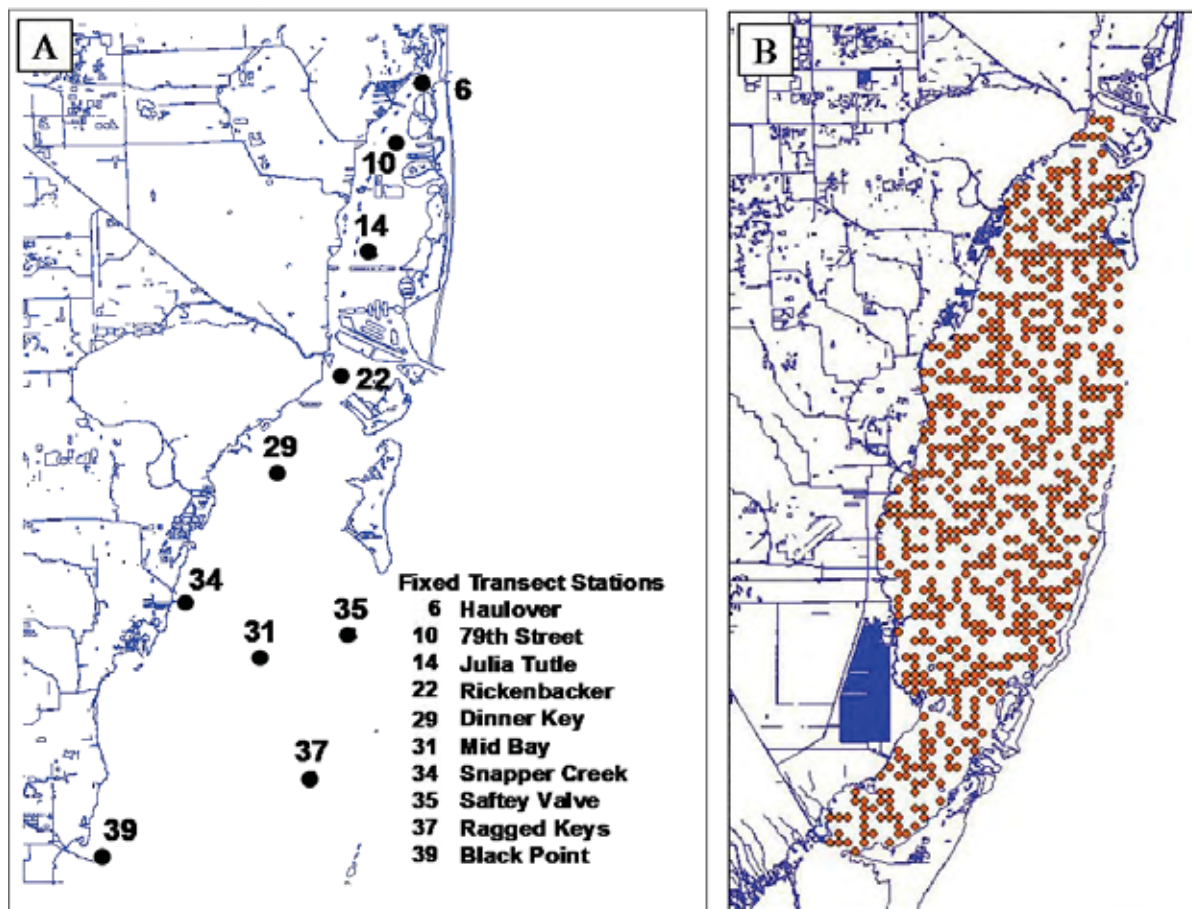 A
B
6
10
14
22
29
34
35
31
37
39
Fixed Transect Stations
6 Haulover
10 79th Street
14 Julia Tutle
22 Rickenbacker
29 Dinner Key
31 Mid Bay
34 Snapper Creek
35 Saftey Valve
37 Ragged Keys
39 Black Point